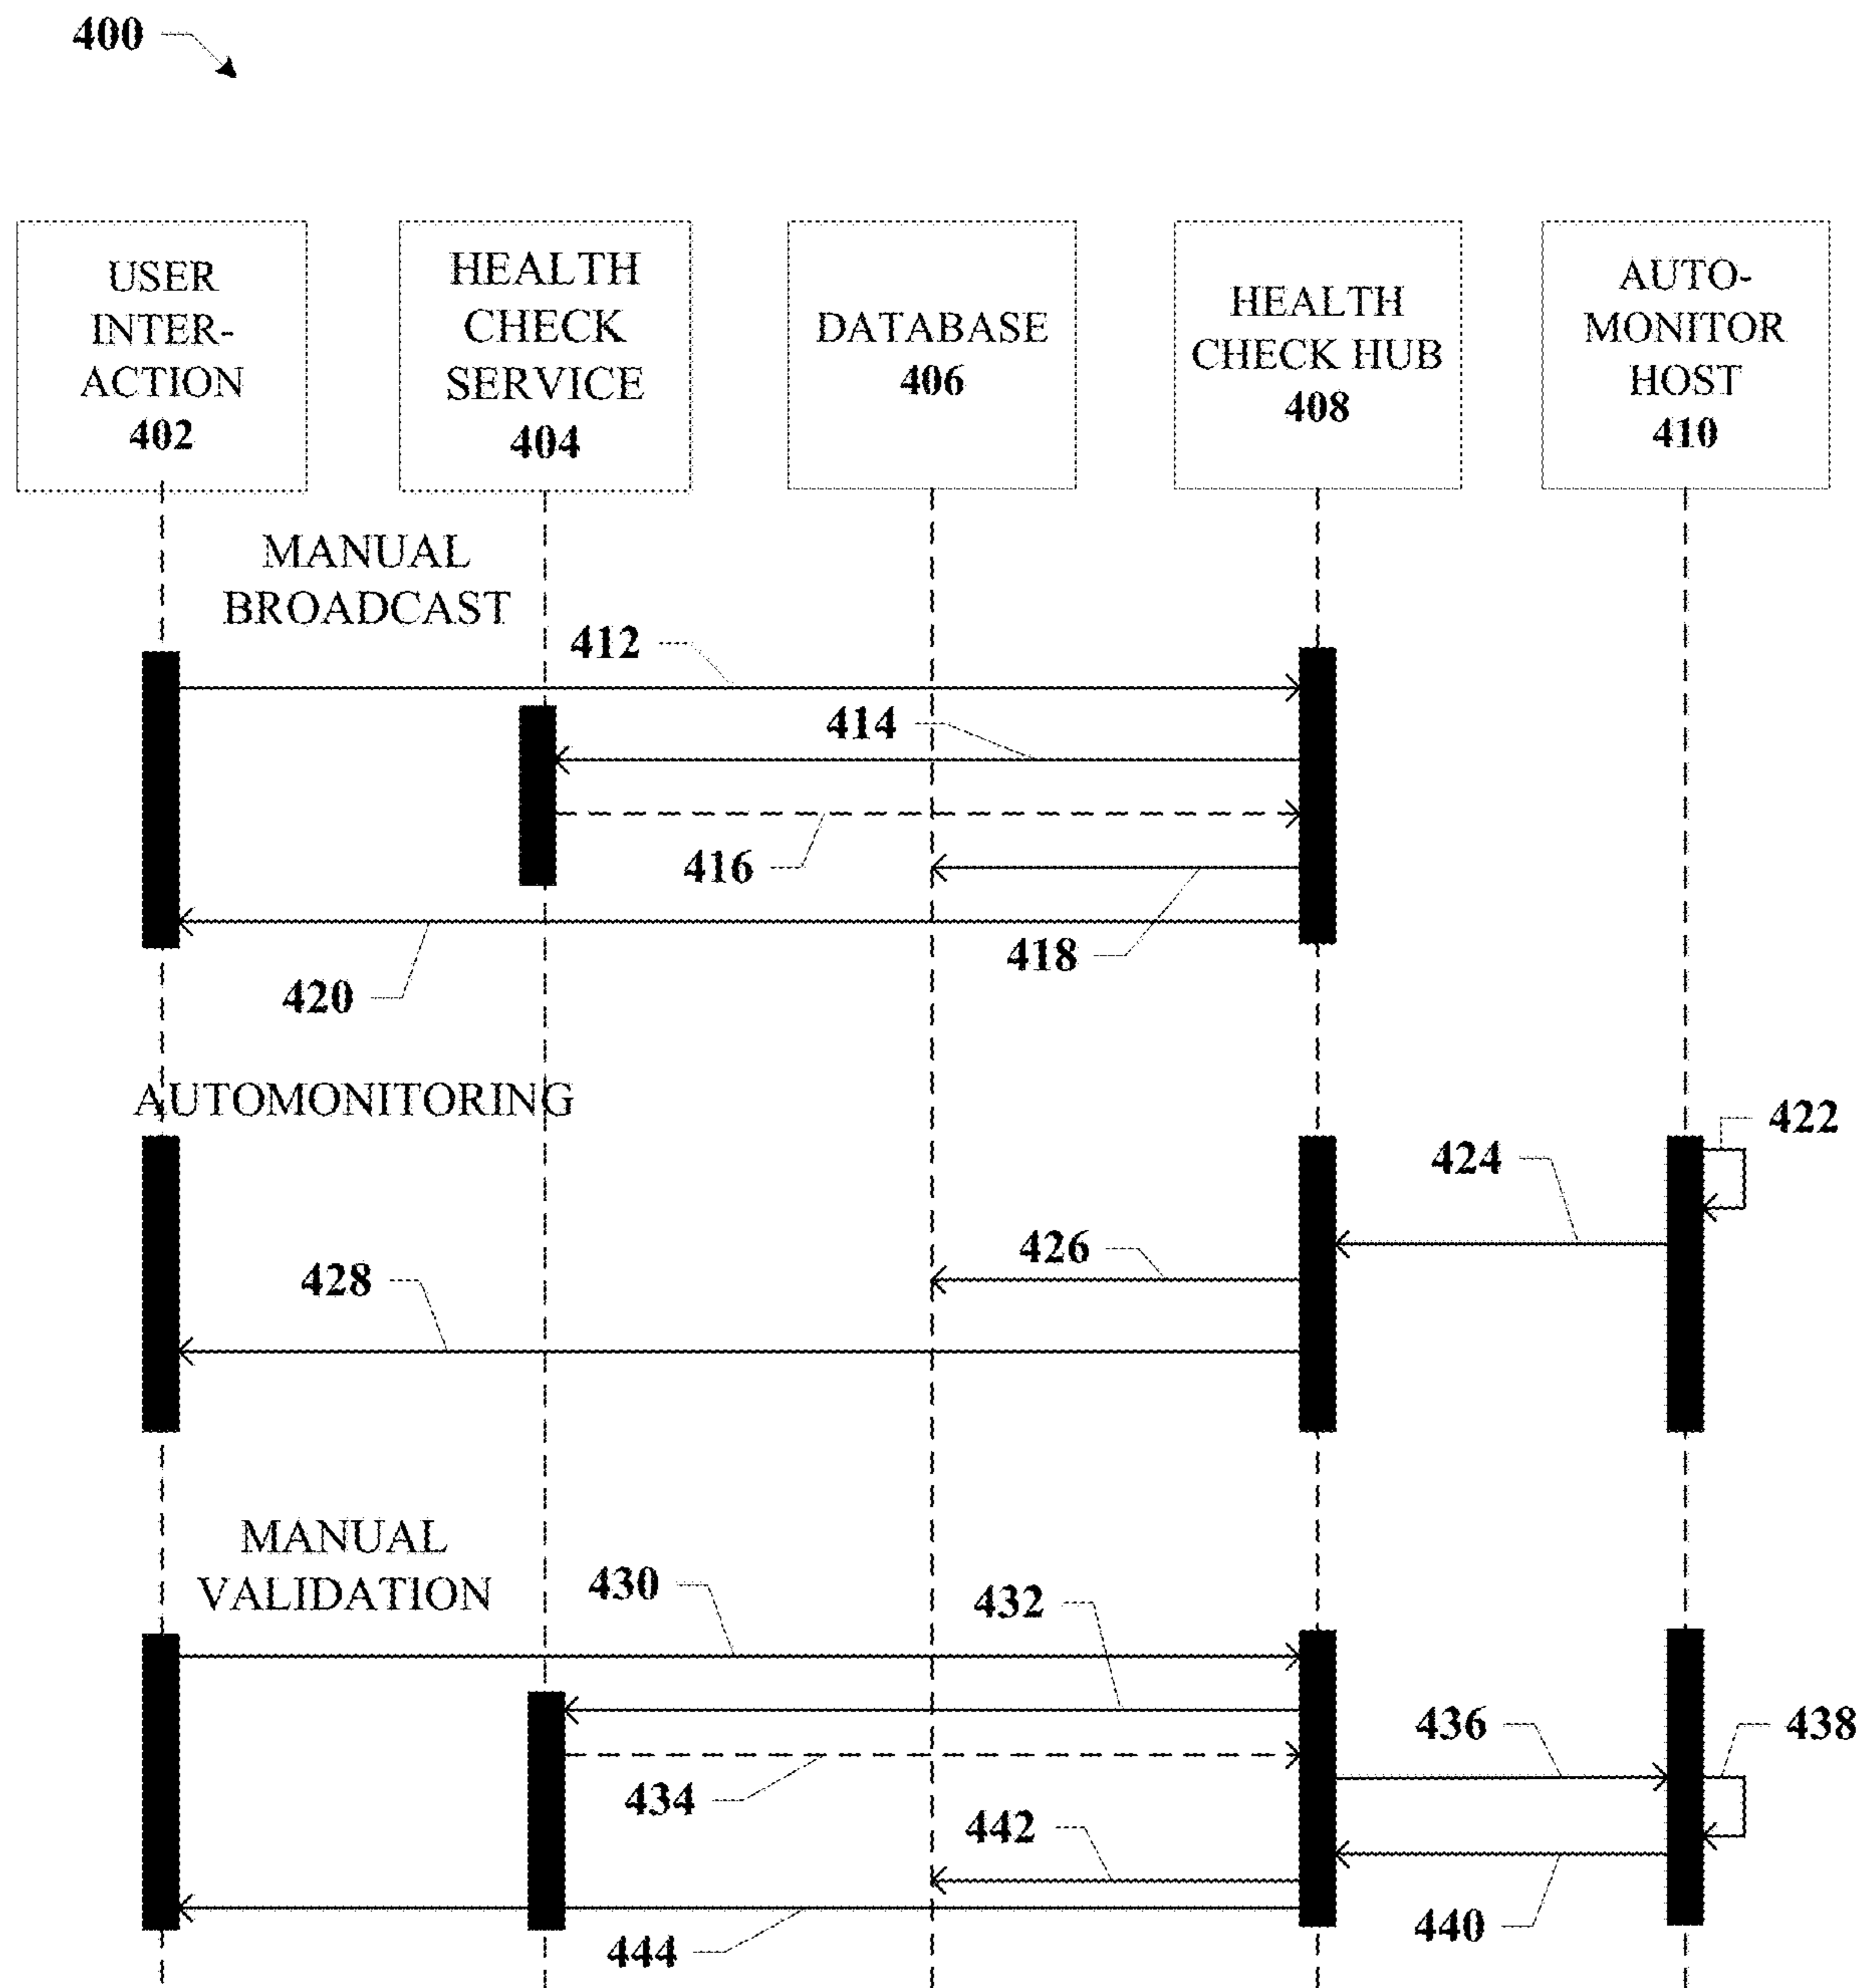 400
USER
INTER-
ACTION
402
HEALTH
CHECK
SERVICE
404
DATABASE
406
HEALTH
CHECK HUB
408
AUTO-
MONITOR
HOST
410
MANUAL
BROADCAST
412
414
416
418
420
AUTOMONITORING
422
424
426
428
MANUAL
VALIDATION
430
432
436
438
434
442
440
444